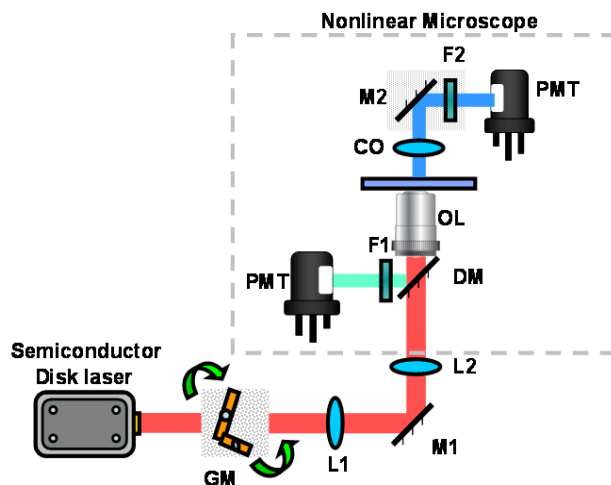 Nonlinear Microscope
F2
M2
PMT
CO
OL
F1
PMT
DM
Semiconductor
Disk laser
L2
M1
L1
GM